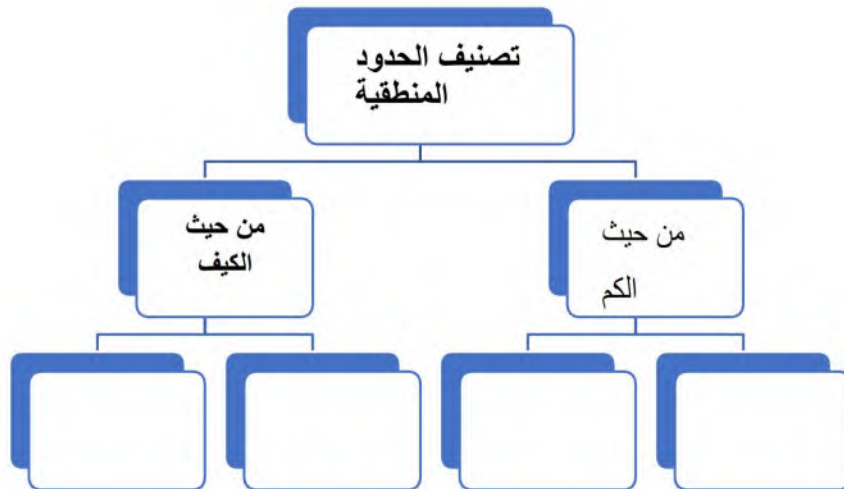 تصنيف الحدود
المنطقية
من حيث
الكم
من حيث
الكيف